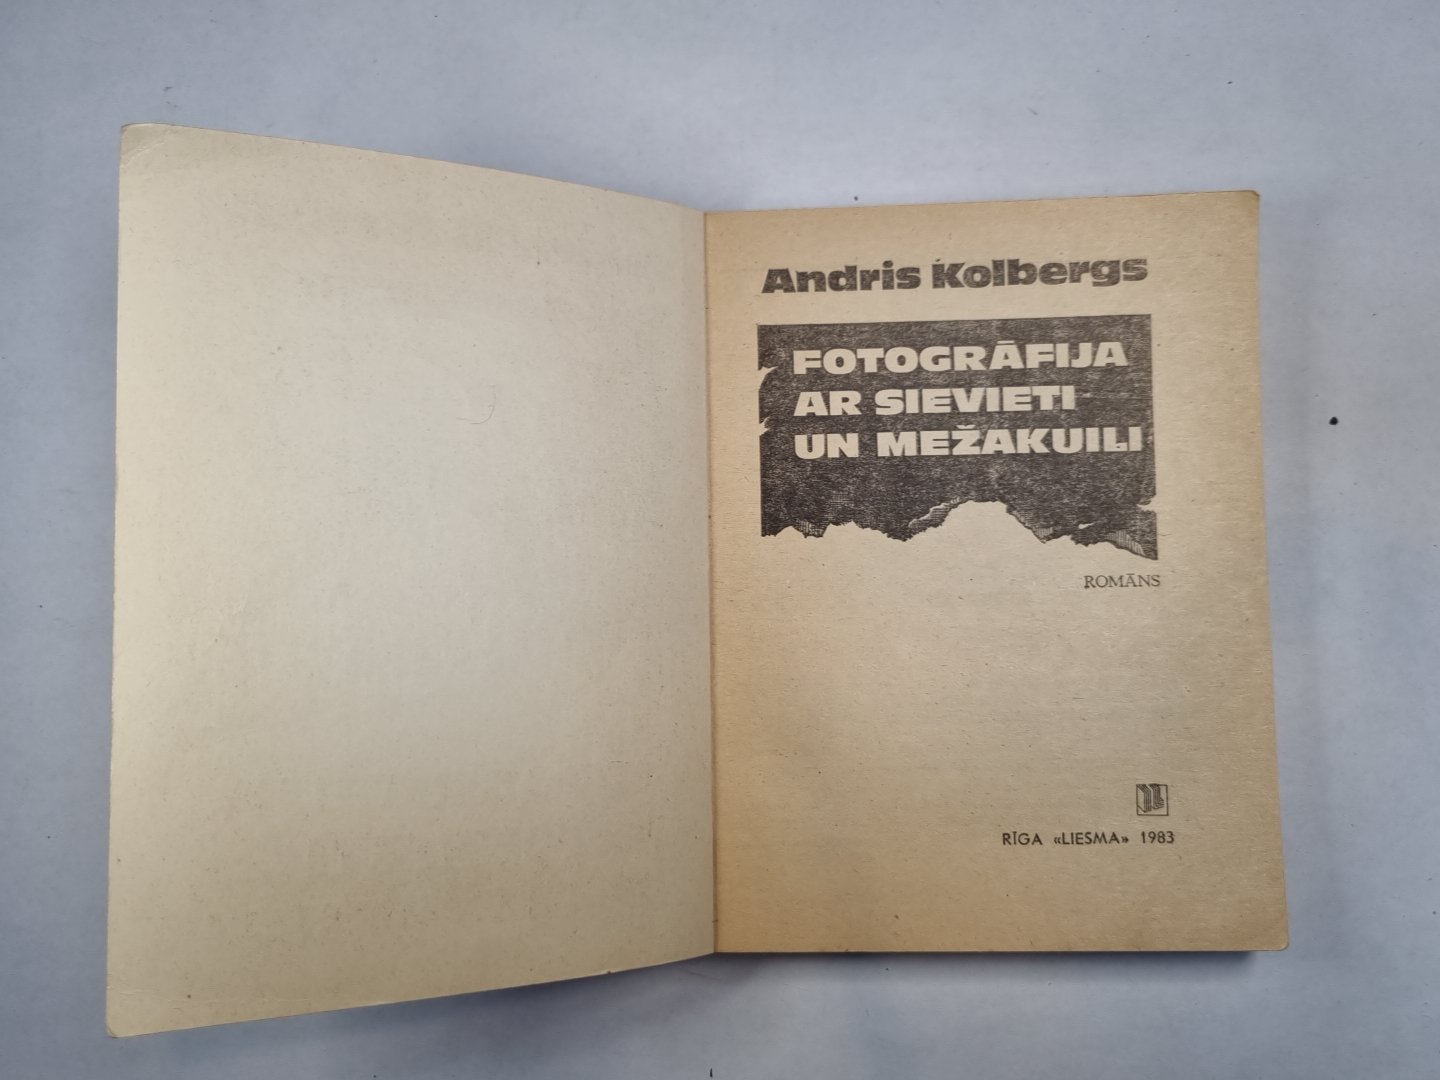 Andris Kolbergs
FOTOGRĀFIJA
AR SIEVIETI
UN MEŽAKUILI
ROMĀNS
RĪGA «LIESMA» 1983